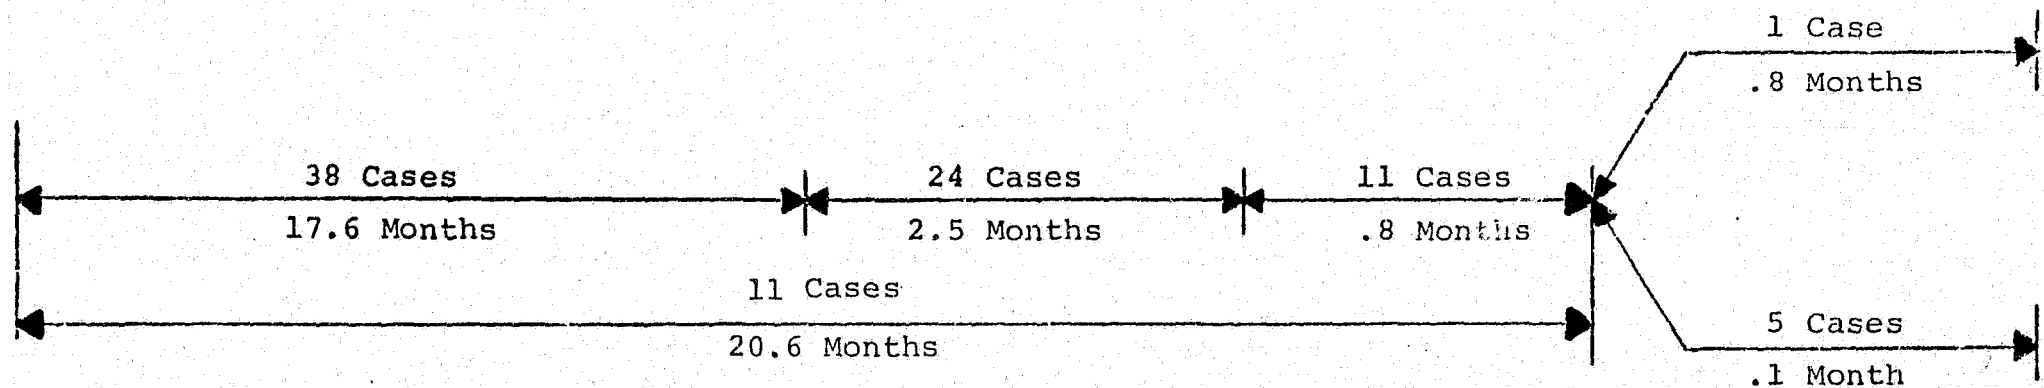 1 Case
.8 Months
38 Cases
17.6 Months
24 Cases
2.5 Months
11 Cases
.8 Months
11 Cases
20.6 Months
5 Cases
.1 Month